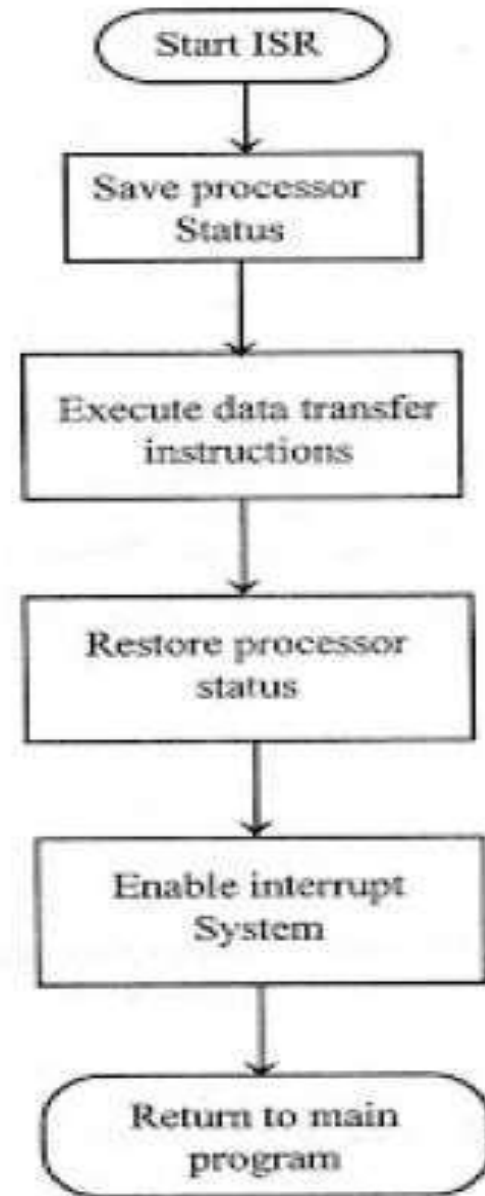 Start ISR
Save processor
Status
Execute data transfer
instructions
Restore processor
status
Enable interrupt
System
Return to main
program